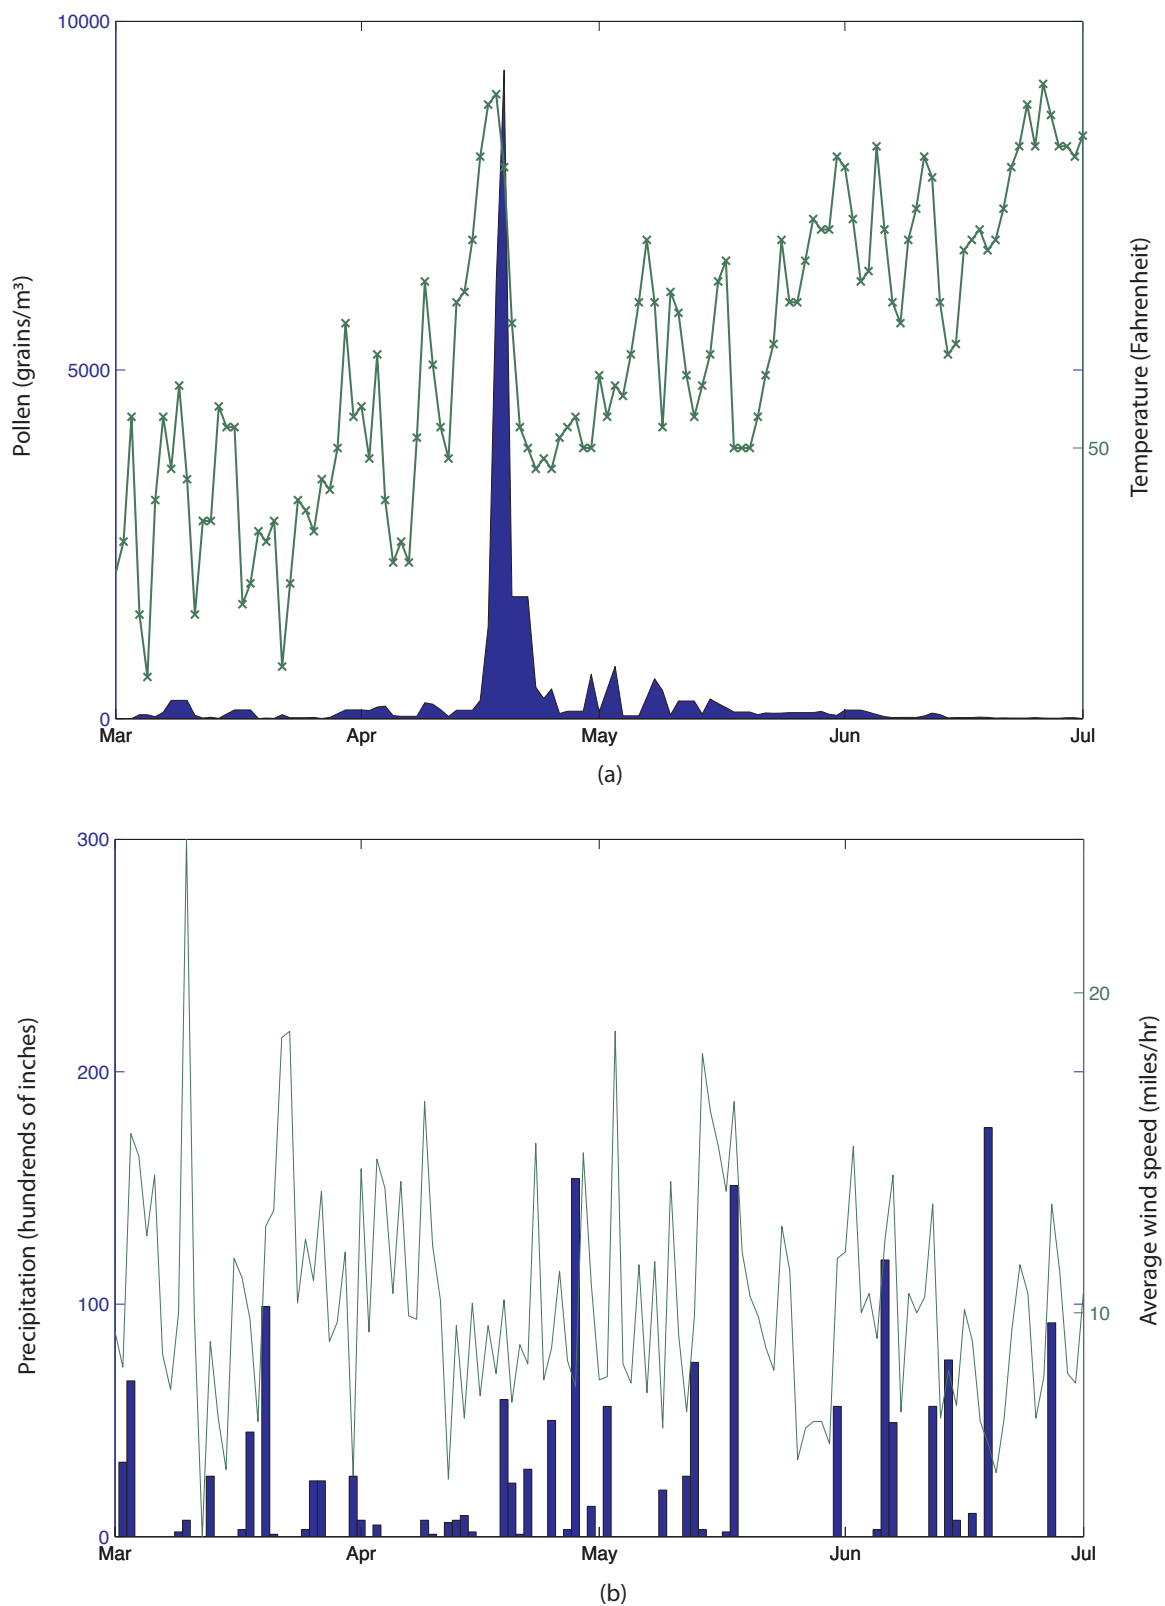 10000
5000
0
Pollen (grains/m³)
50
Temperature (Fahrenheit)
Mar Apr May Jun Jul
(a)
300
200
100
0
Precipitation (hundrends of inches)
20
10
Average wind speed (miles/hr)
Mar Apr May Jun Jul
(b)